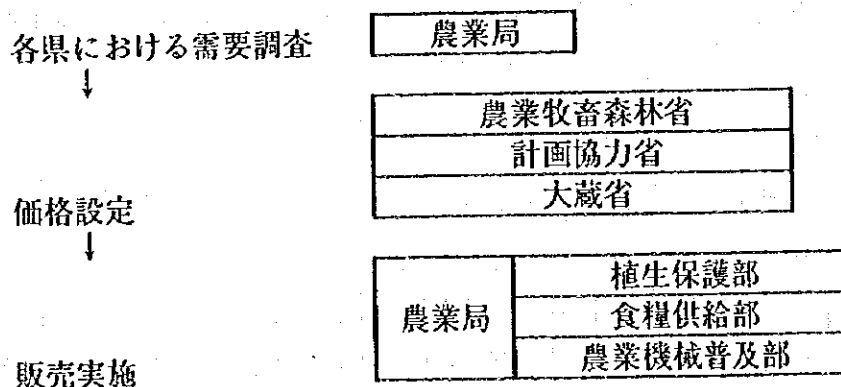 各県における需要調査
農業局
↓
農業牧畜森林省
計画協力省
大蔵省
価格設定
↓
農業局
植生保護部
食糧供給部
農業機械普及部
販売実施